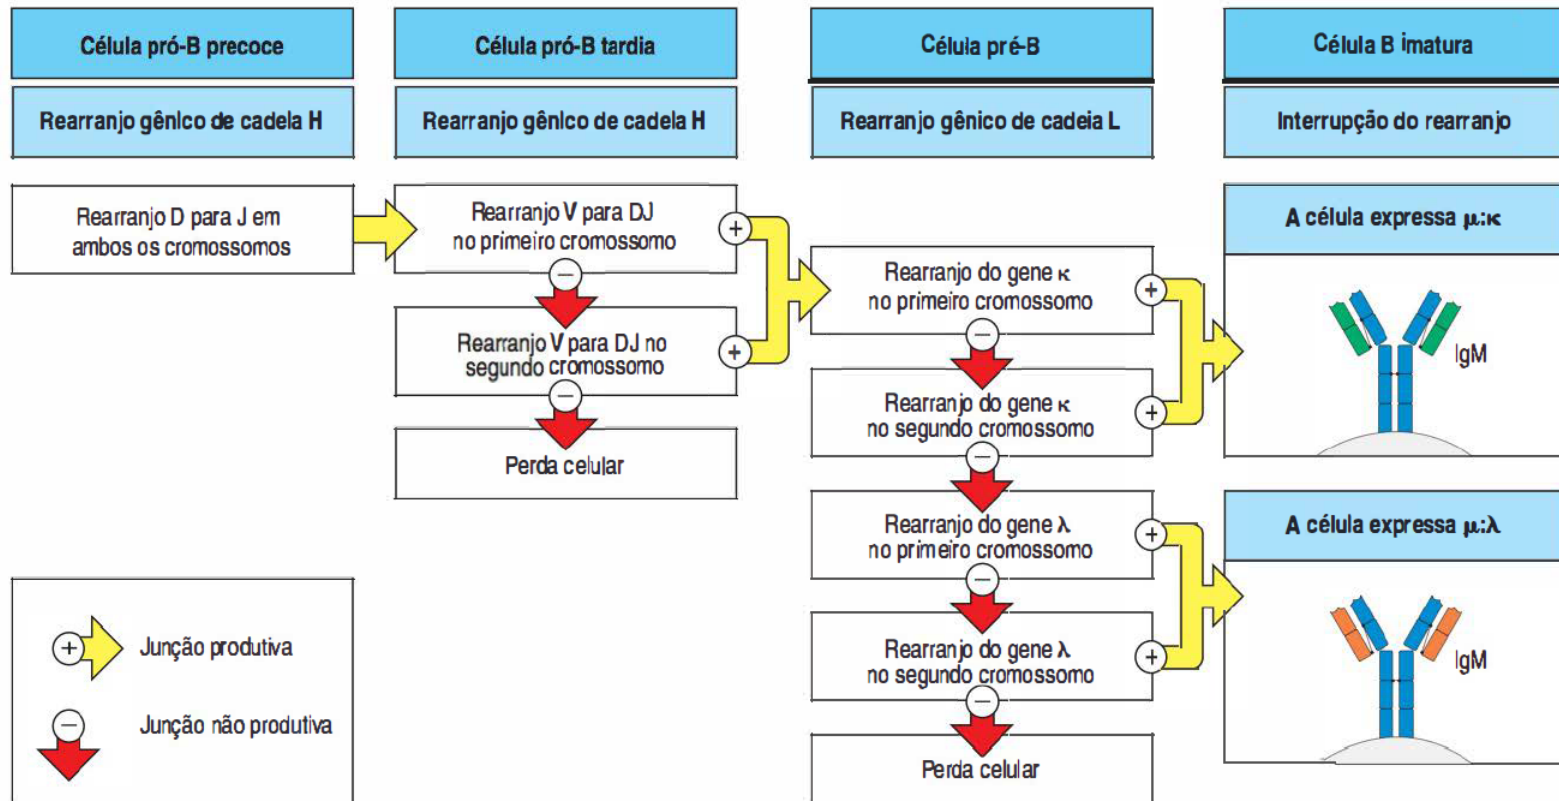 Célula pró-B precoce
Rearranjo gênico de cadela H
Rearranjo D para J em
ambos os cromossomos
Célula pró-B tardia
Rearranjo gênico de cadela H
Rearranjo V para DJ
no primeiro cromossomo
+
−
Rearranjo V para DJ no
segundo cromossomo
+
−
Perda celular
Célula pré-B
Rearranjo gênico de cadeia L
Rearranjo do gene κ
no primeiro cromossomo
+
−
Rearranjo do gene κ
no segundo cromossomo
+
−
Rearranjo do gene λ
no primeiro cromossomo
+
−
Rearranjo do gene λ
no segundo cromossomo
+
−
Perda celular
Célula B imatura
Interrupção do rearranjo
A célula expressa μ:κ
IgM
A célula expressa μ:λ
IgM
+ Junção produtiva
− Junção não produtiva